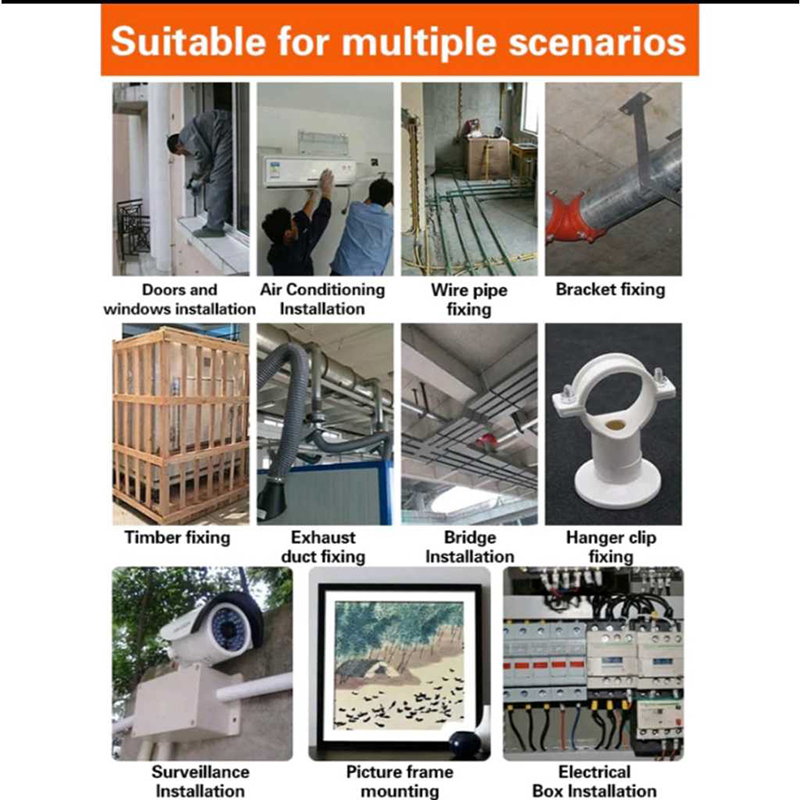 Suitable for multiple scenarios
Doors and
windows installation
Air Conditioning
Installation
Wire pipe
fixing
Bracket fixing
Timber fixing
Exhaust
duct fixing
Bridge
Installation
Hanger clip
fixing
Surveillance
Installation
Picture frame
mounting
Electrical
Box Installation